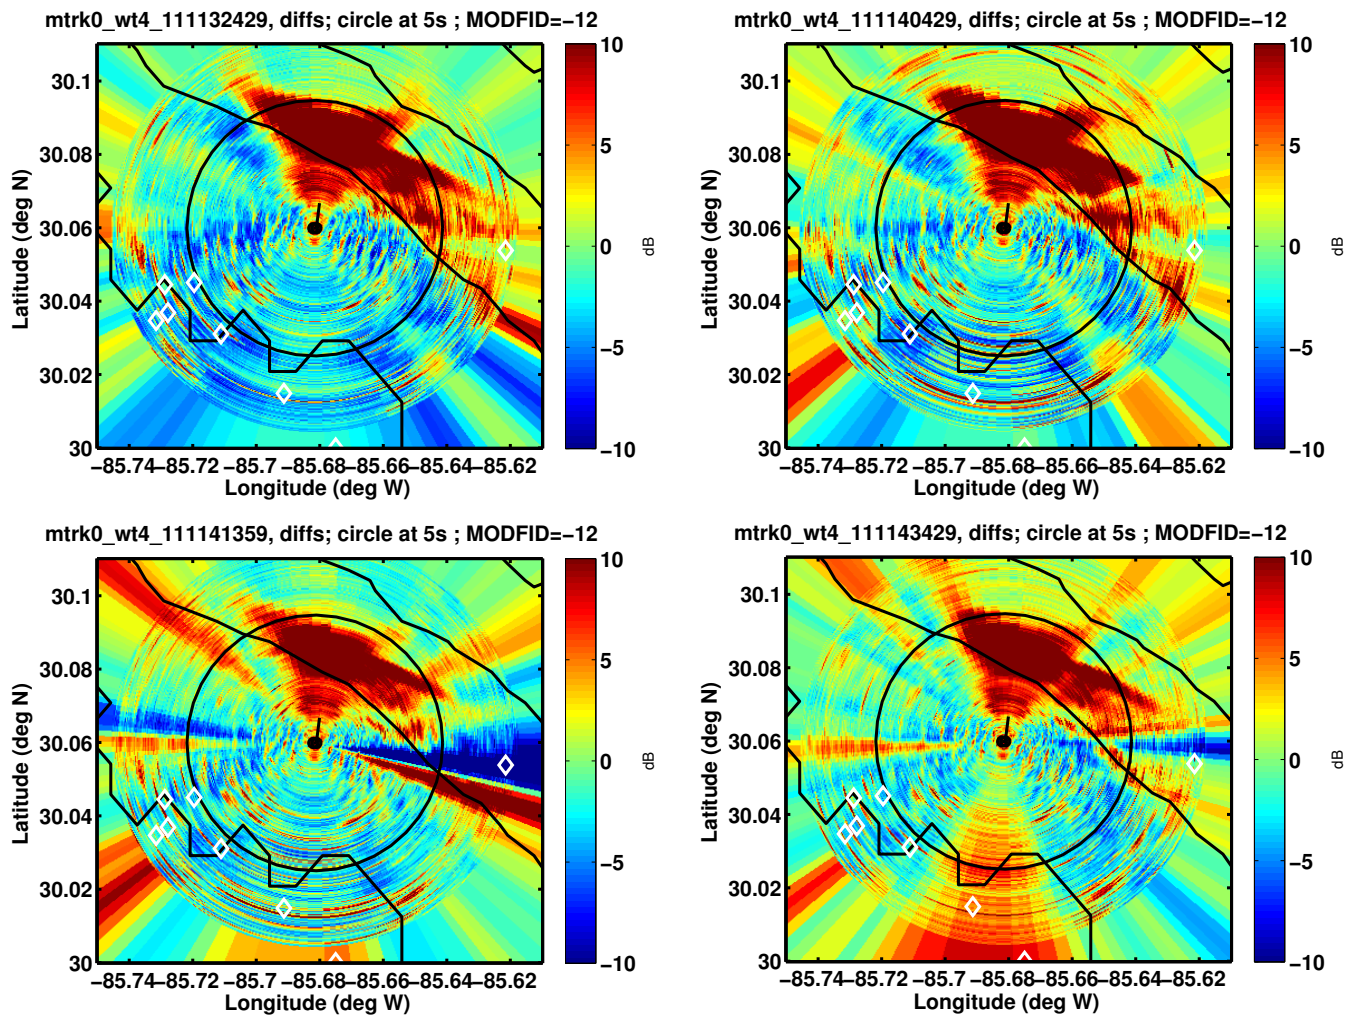 mtrk0_wt4_111132429, diffs; circle at 5s ; MODFID=−12
30.1
30.08
30.06
30.04
30.02
30
Latitude (deg N)
−85.74 −85.72 −85.7 −85.68 −85.66 −85.64 −85.62
Longitude (deg W)
10
5
0
−5
−10
dB
mtrk0_wt4_111140429, diffs; circle at 5s ; MODFID=−12
30.1
30.08
30.06
30.04
30.02
30
Latitude (deg N)
−85.74 −85.72 −85.7 −85.68 −85.66 −85.64 −85.62
Longitude (deg W)
10
5
0
−5
−10
dB
mtrk0_wt4_111141359, diffs; circle at 5s ; MODFID=−12
30.1
30.08
30.06
30.04
30.02
30
Latitude (deg N)
−85.74 −85.72 −85.7 −85.68 −85.66 −85.64 −85.62
Longitude (deg W)
10
5
0
−5
−10
dB
mtrk0_wt4_111143429, diffs; circle at 5s ; MODFID=−12
30.1
30.08
30.06
30.04
30.02
30
Latitude (deg N)
−85.74 −85.72 −85.7 −85.68 −85.66 −85.64 −85.62
Longitude (deg W)
10
5
0
−5
−10
dB